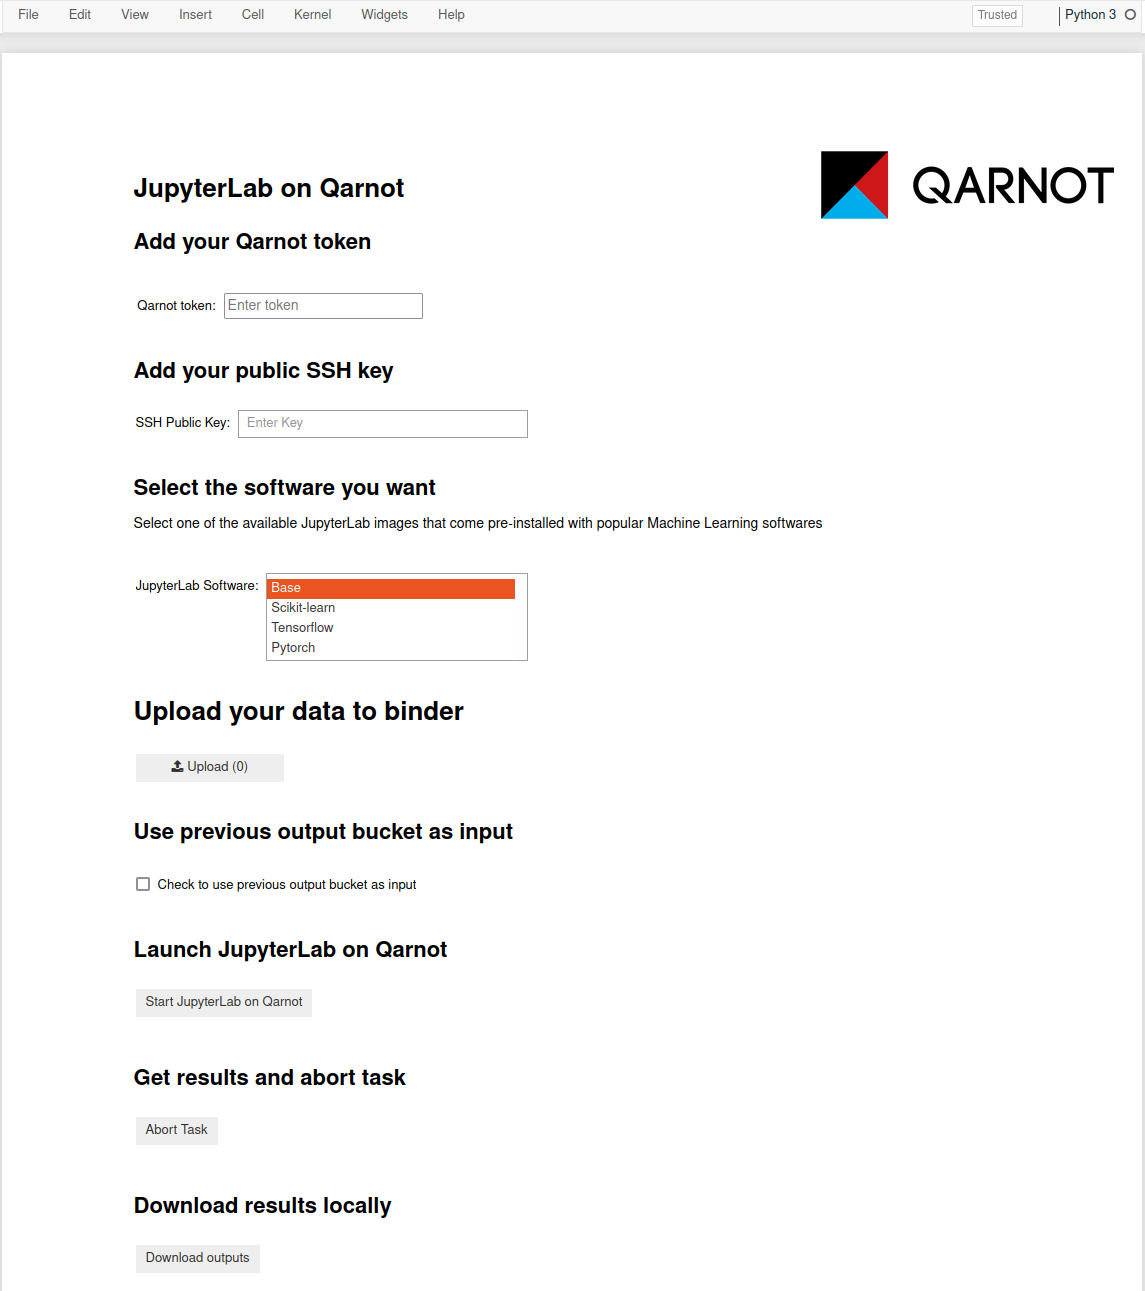 File Edit View Insert Cell Kernel Widgets Help Trusted Python 3
QARNOT
JupyterLab on Qarnot
Add your Qarnot token
Qarnot token: Enter token
Add your public SSH key
SSH Public Key: Enter Key
Select the software you want
Select one of the available JupyterLab images that come pre-installed with popular Machine Learning softwares
JupyterLab Software: Base
Scikit-learn
Tensorflow
Pytorch
Upload your data to binder
Upload (0)
Use previous output bucket as input
Check to use previous output bucket as input
Launch JupyterLab on Qarnot
Start JupyterLab on Qarnot
Get results and abort task
Abort Task
Download results locally
Download outputs